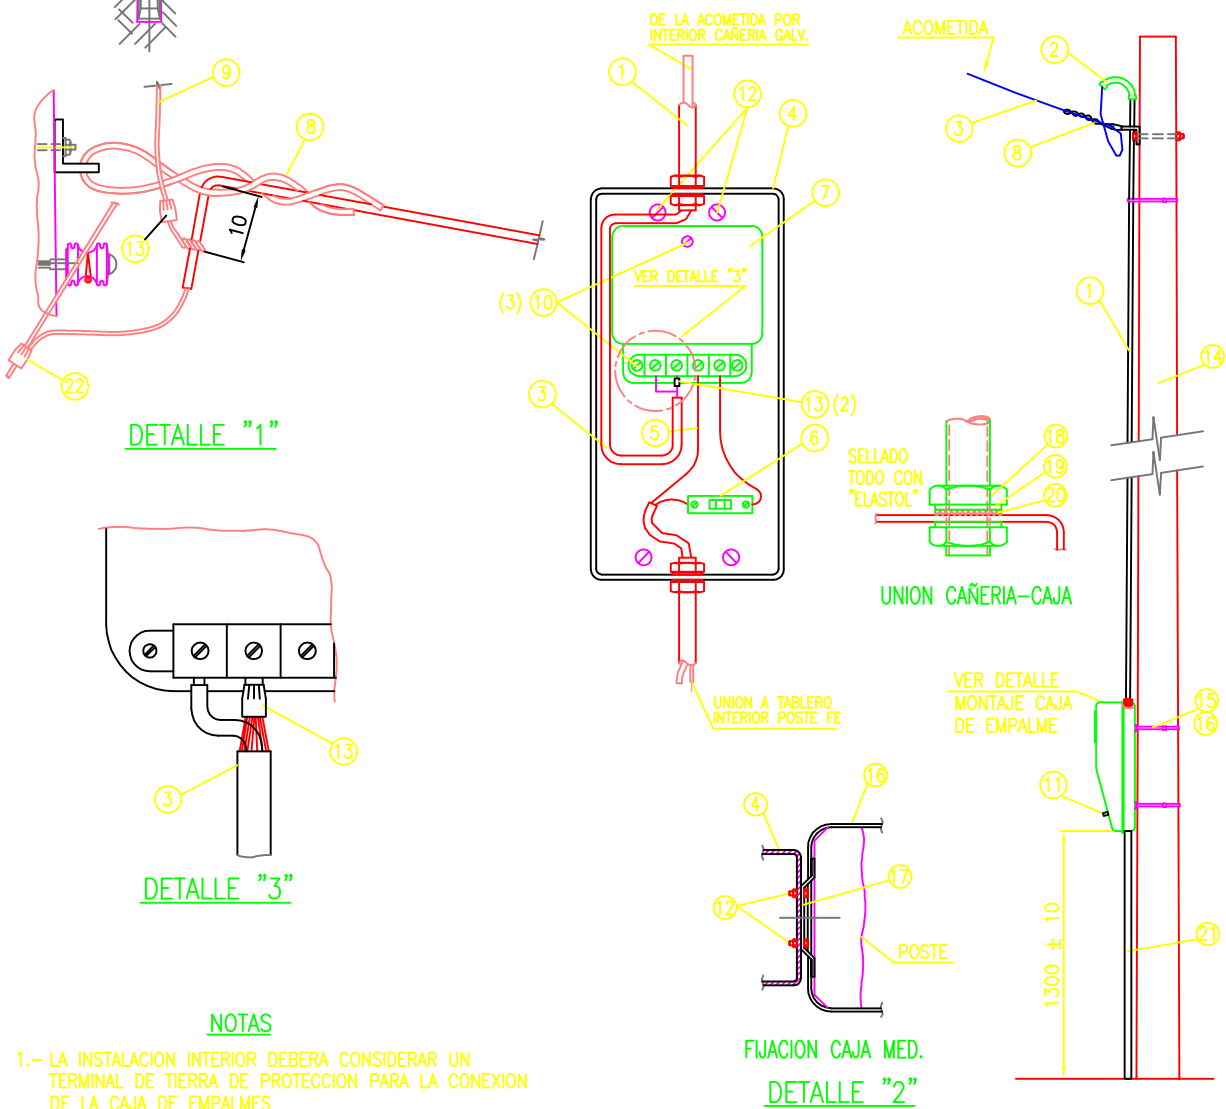 9
8
10
13
22
DETALLE "1"
DE LA ACOMETIDA POR
INTERIOR CAÑERIA GALV.
1
12
4
7
VER DETALLE "3"
(3) 10
3
13 (2)
5
6
UNION A TABLERO
INTERIOR POSTE FE
ACOMETIDA
2
3
8
1
14
SELLADO
TODO CON
"ELASTOL"
18
19
20
UNION CAÑERIA-CAJA
VER DETALLE
MONTAJE CAJA
DE EMPALME
15
16
11
1300 ± 10
21
13
3
DETALLE "3"
16
4
17
12
POSTE
FIJACION CAJA MED.
DETALLE "2"
NOTAS
1.- LA INSTALACION INTERIOR DEBERA CONSIDERAR UN
TERMINAL DE TIERRA DE PROTECCION PARA LA CONEXION
DE LA CAJA DE EMPALMES